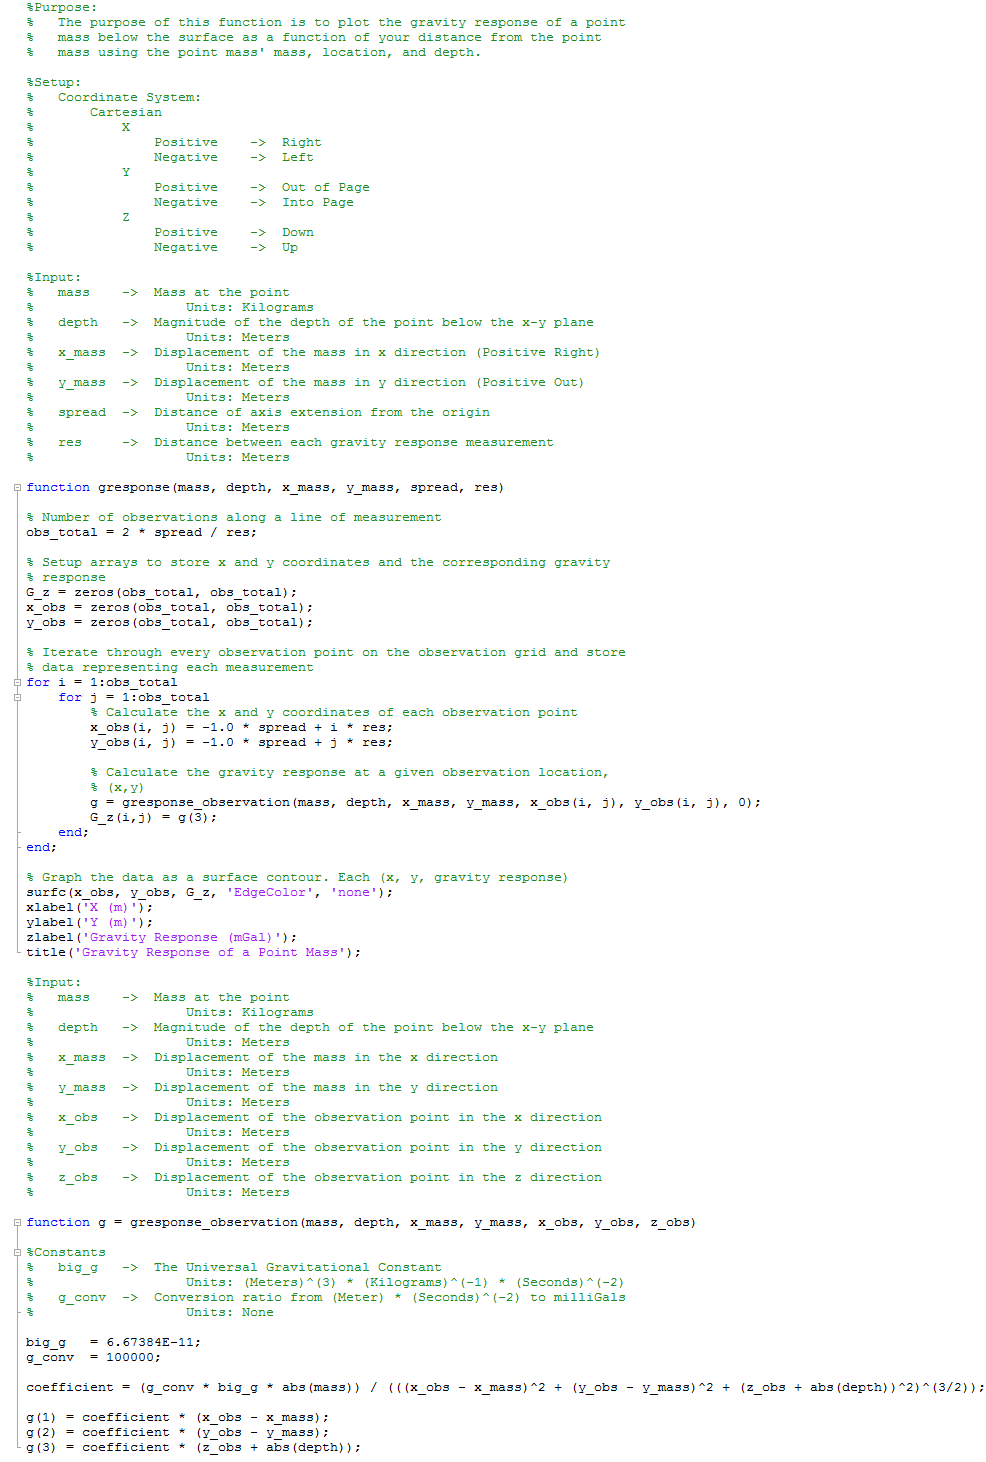 %Purpose:
%   The purpose of this function is to plot the gravity response of a point
%   mass below the surface as a function of your distance from the point
%   mass using the point mass' mass, location, and depth.

%Setup:
%   Coordinate System:
%       Cartesian
%           X
%               Positive    ->  Right
%               Negative    ->  Left
%           Y
%               Positive    ->  Out of Page
%               Negative    ->  Into Page
%           Z
%               Positive    ->  Down
%               Negative    ->  Up

%Input:
%   mass    ->  Mass at the point
%                   Units: Kilograms
%   depth   ->  Magnitude of the depth of the point below the x-y plane
%                   Units: Meters
%   x_mass  ->  Displacement of the mass in x direction (Positive Right)
%                   Units: Meters
%   y_mass  ->  Displacement of the mass in y direction (Positive Out)
%                   Units: Meters
%   spread  ->  Distance of axis extension from the origin
%                   Units: Meters
%   res     ->  Distance between each gravity response measurement
%                   Units: Meters

function gresponse(mass, depth, x_mass, y_mass, spread, res)

% Number of observations along a line of measurement
obs_total = 2 * spread / res;

% Setup arrays to store x and y coordinates and the corresponding gravity
% response
G_z = zeros(obs_total, obs_total);
x_obs = zeros(obs_total, obs_total);
y_obs = zeros(obs_total, obs_total);

% Iterate through every observation point on the observation grid and store
% data representing each measurement
for i = 1:obs_total
    for j = 1:obs_total
        % Calculate the x and y coordinates of each observation point
        x_obs(i, j) = -1.0 * spread + i * res;
        y_obs(i, j) = -1.0 * spread + j * res;

        % Calculate the gravity response at a given observation location,
        % (x,y)
        g = gresponse_observation(mass, depth, x_mass, y_mass, x_obs(i, j), y_obs(i, j), 0);
        G_z(i,j) = g(3);
    end;
end;

% Graph the data as a surface contour. Each (x, y, gravity response)
surfc(x_obs, y_obs, G_z, 'EdgeColor', 'none');
xlabel('X (m)');
ylabel('Y (m)');
zlabel('Gravity Response (mGal)');
title('Gravity Response of a Point Mass');

%Input:
%   mass    ->  Mass at the point
%                   Units: Kilograms
%   depth   ->  Magnitude of the depth of the point below the x-y plane
%                   Units: Meters
%   x_mass  ->  Displacement of the mass in the x direction
%                   Units: Meters
%   y_mass  ->  Displacement of the mass in the y direction
%                   Units: Meters
%   x_obs   ->  Displacement of the observation point in the x direction
%                   Units: Meters
%   y_obs   ->  Displacement of the observation point in the y direction
%                   Units: Meters
%   z_obs   ->  Displacement of the observation point in the z direction
%                   Units: Meters

function g = gresponse_observation(mass, depth, x_mass, y_mass, x_obs, y_obs, z_obs)

%Constants
%   big_g   ->  The Universal Gravitational Constant
%                   Units: (Meters)^(3) * (Kilograms)^(-1) * (Seconds)^(-2)
%   g_conv  ->  Conversion ratio from (Meter) * (Seconds)^(-2) to milliGals
%                   Units: None

big_g   = 6.67384E-11;
g_conv  = 100000;

coefficient = (g_conv * big_g * abs(mass)) / (((x_obs - x_mass)^2 + (y_obs - y_mass)^2 + (z_obs + abs(depth))^2)^(3/2));

g(1) = coefficient * (x_obs - x_mass);
g(2) = coefficient * (y_obs - y_mass);
g(3) = coefficient * (z_obs + abs(depth));